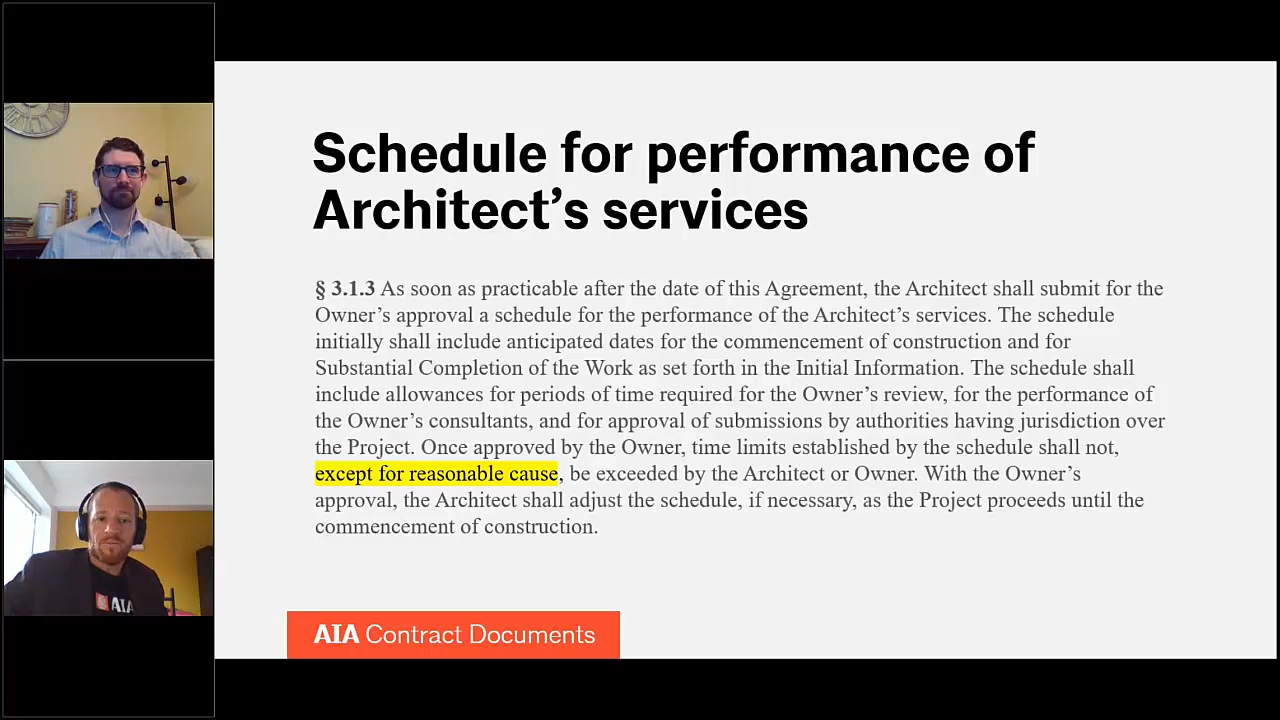 Schedule for performance of
Architect’s services
§ 3.1.3 As soon as practicable after the date of this Agreement, the Architect shall submit for the
Owner’s approval a schedule for the performance of the Architect’s services. The schedule
initially shall include anticipated dates for the commencement of construction and for
Substantial Completion of the Work as set forth in the Initial Information. The schedule shall
include allowances for periods of time required for the Owner’s review, for the performance of
the Owner’s consultants, and for approval of submissions by authorities having jurisdiction over
the Project. Once approved by the Owner, time limits established by the schedule shall not,
except for reasonable cause, be exceeded by the Architect or Owner. With the Owner’s
approval, the Architect shall adjust the schedule, if necessary, as the Project proceeds until the
commencement of construction.
AIA Contract Documents
AIA